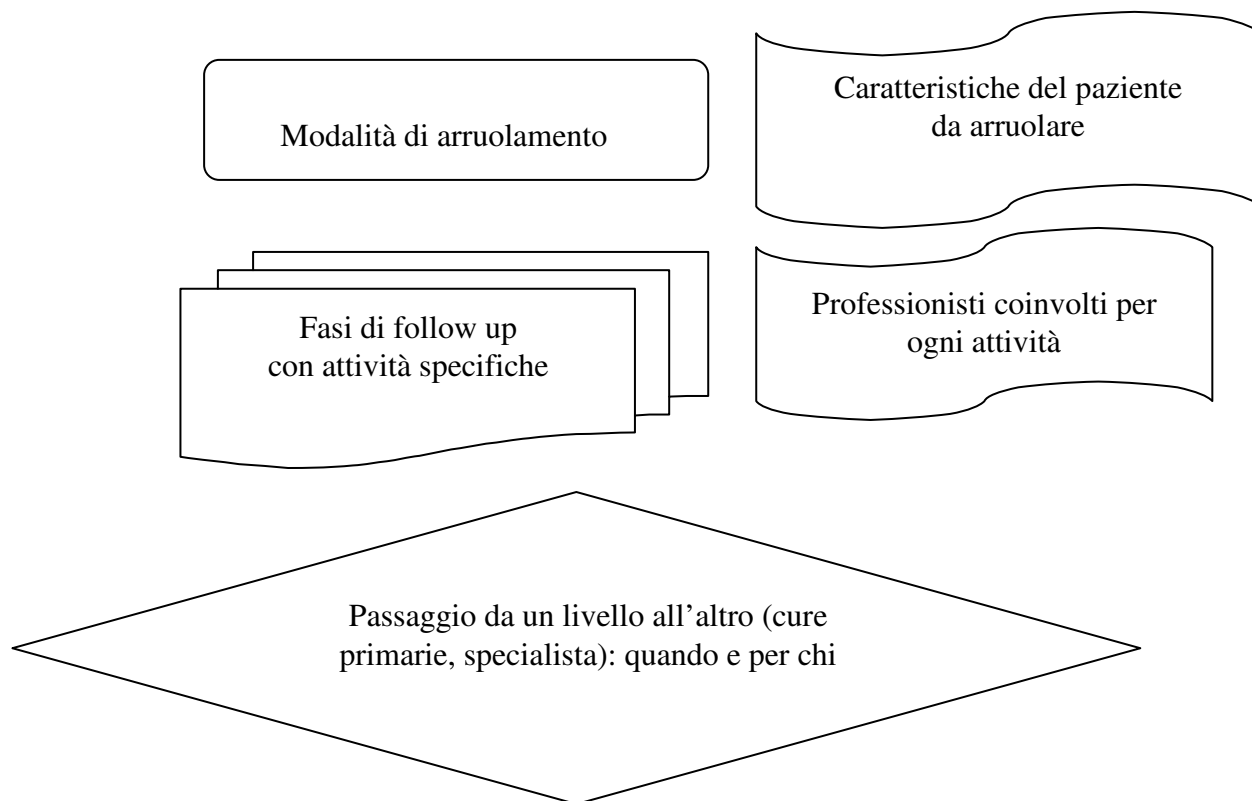 Modalità di arruolamento
Caratteristiche del paziente
da arruolare
Fasi di follow up
con attività specifiche
Professionisti coinvolti per
ogni attività
Passaggio da un livello all’altro (cure
primarie, specialista): quando e per chi